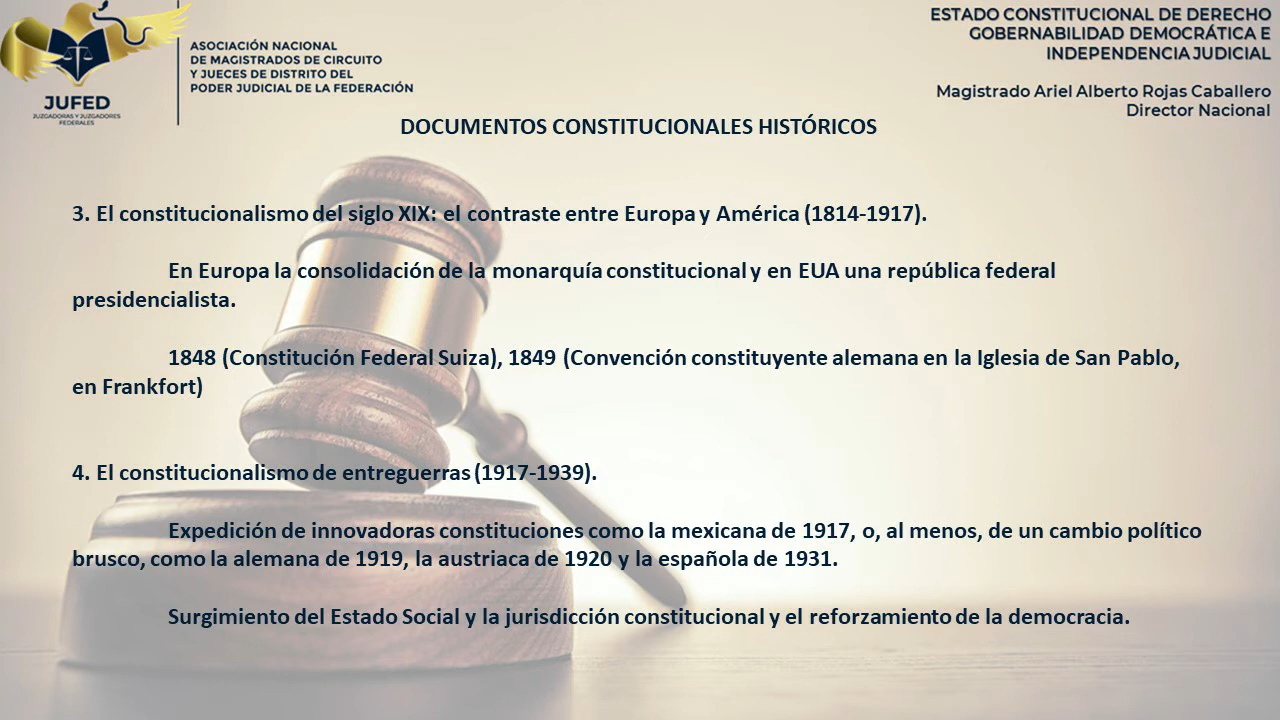 JUFED
JUZGADORAS Y JUZGADORES
FEDERALES
ASOCIACIÓN NACIONAL
DE MAGISTRADOS DE CIRCUITO
Y JUECES DE DISTRITO DEL
PODER JUDICIAL DE LA FEDERACIÓN
ESTADO CONSTITUCIONAL DE DERECHO
GOBERNABILIDAD DEMOCRÁTICA E
INDEPENDENCIA JUDICIAL
Magistrado Ariel Alberto Rojas Caballero
Director Nacional
DOCUMENTOS CONSTITUCIONALES HISTÓRICOS
3. El constitucionalismo del siglo XIX: el contraste entre Europa y América (1814-1917).
En Europa la consolidación de la monarquía constitucional y en EUA una república federal
presidencialista.
1848 (Constitución Federal Suiza), 1849 (Convención constituyente alemana en la Iglesia de San Pablo,
en Frankfort)
4. El constitucionalismo de entreguerras (1917-1939).
Expedición de innovadoras constituciones como la mexicana de 1917, o, al menos, de un cambio político
brusco, como la alemana de 1919, la austriaca de 1920 y la española de 1931.
Surgimiento del Estado Social y la jurisdicción constitucional y el reforzamiento de la democracia.